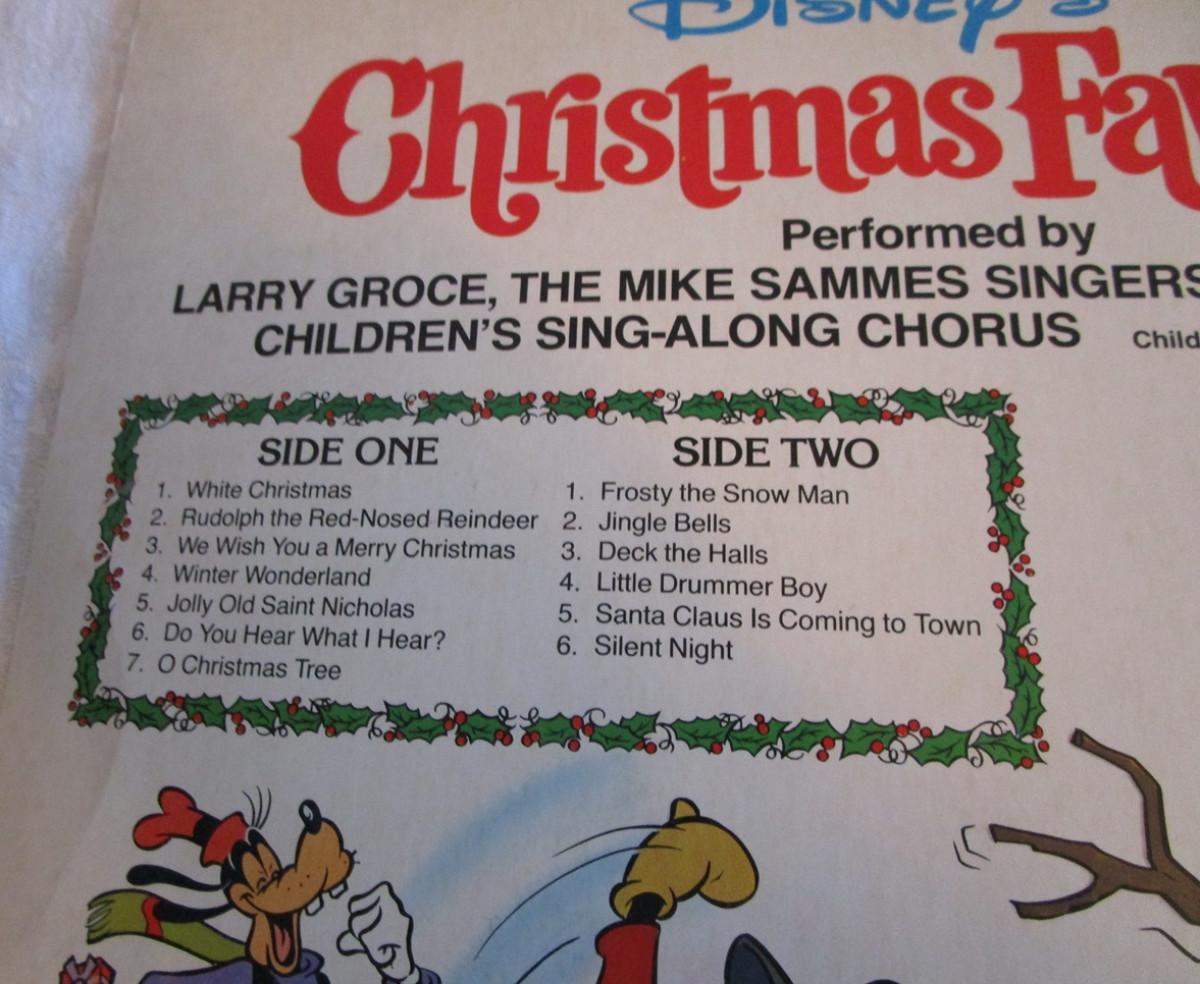 DISNEY'S
Christmas Fa
Performed by
LARRY GROCE, THE MIKE SAMMES SINGERS
CHILDREN'S SING-ALONG CHORUS Child
SIDE ONE
1. White Christmas
2. Rudolph the Red-Nosed Reindeer
3. We Wish You a Merry Christmas
4. Winter Wonderland
5. Jolly Old Saint Nicholas
6. Do You Hear What I Hear?
7. O Christmas Tree
SIDE TWO
1. Frosty the Snow Man
2. Jingle Bells
3. Deck the Halls
4. Little Drummer Boy
5. Santa Claus Is Coming to Town
6. Silent Night